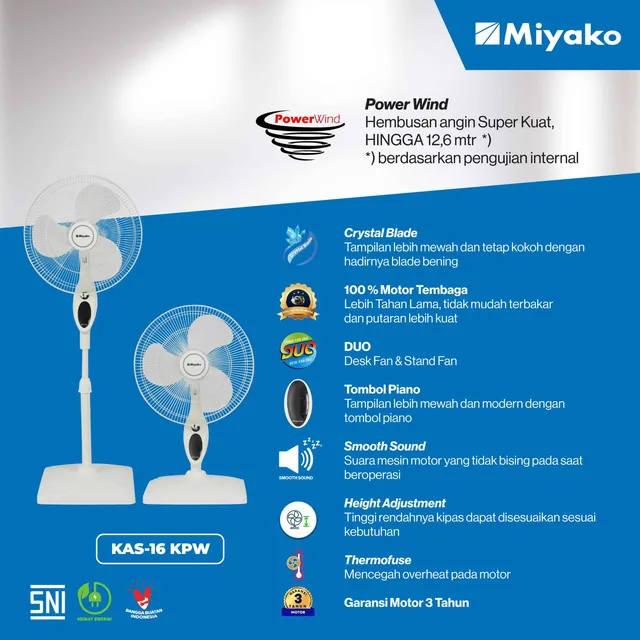 Miyako
PowerWind
Power Wind
Hembusan angin Super Kuat,
HINGGA 12,6 mtr *)
*) berdasarkan pengujian internal
Miyako
Miyako
Crystal Blade
Tampilan lebih mewah dan tetap kokoh dengan
hadirnya blade bening
100 % Motor Tembaga
Lebih Tahan Lama, tidak mudah terbakar
dan putaran lebih kuat
DUO
DUO
Desk Fan & Stand Fan
Tombol Piano
Tampilan lebih mewah dan modern dengan
tombol piano
Smooth Sound
Suara mesin motor yang tidak bising pada saat
beroperasi
SMOOTH SOUND
Height Adjustment
Tinggi rendahnya kipas dapat disesuaikan sesuai
kebutuhan
Thermofuse
Mencegah overheat pada motor
GARANSI
3
TAHUN
MOTOR
Garansi Motor 3 Tahun
KAS-16 KPW
SNI
HEMAT ENERGI
BANGGA BUATAN
INDONESIA